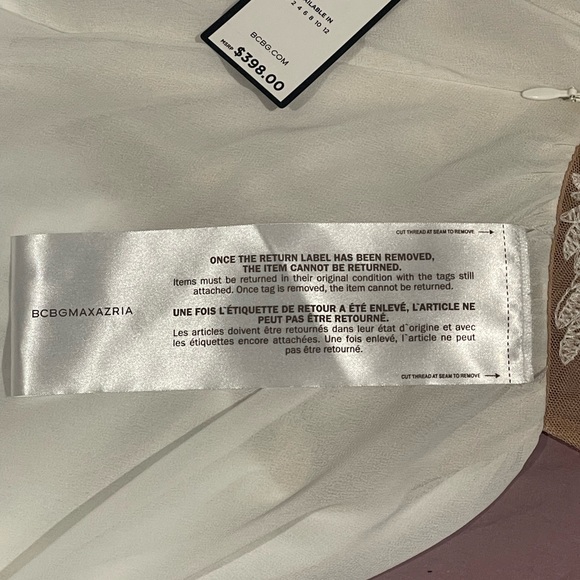 AVAILABLE IN
2 4 6 8 10 12
BCBG.COM
MSRP $398.00
CUT THREAD AT SEAM TO REMOVE
ONCE THE RETURN LABEL HAS BEEN REMOVED,
THE ITEM CANNOT BE RETURNED.
Items must be returned in their original condition with the tags still
attached. Once tag is removed, the item cannot be returned.
BCBGMAXAZRIA
UNE FOIS L'ÉTIQUETTE DE RETOUR A ÉTÉ ENLEVÉ, L'ARTICLE NE
PEUT PAS ÊTRE RETOURNÉ.
Les articles doivent être retournés dans leur état d`origine et avec
les étiquettes encore attachées. Une fois enlevé, l`article ne peut
pas être retourné.
CUT THREAD AT SEAM TO REMOVE